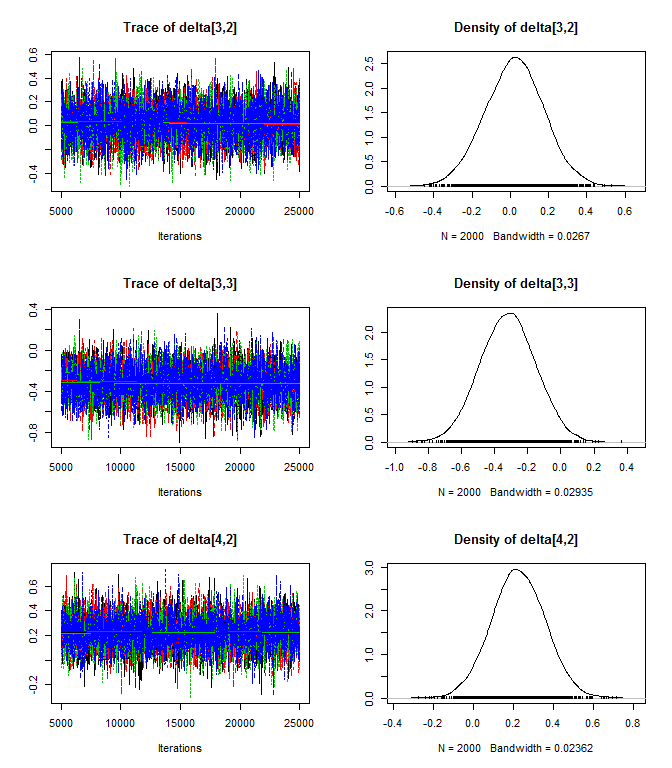 Trace of delta[3,2]
Density of delta[3,2]
0.6
0.4
0.2
0.0
-0.4
5000 10000 15000 20000 25000
Iterations
2.5
2.0
1.5
1.0
0.5
0.0
-0.6 -0.4 -0.2 0.0 0.2 0.4 0.6
N = 2000 Bandwidth = 0.0267
Trace of delta[3,3]
Density of delta[3,3]
0.4
0.0
-0.4
-0.8
5000 10000 15000 20000 25000
Iterations
2.0
1.5
1.0
0.5
0.0
-1.0 -0.8 -0.6 -0.4 -0.2 0.0 0.2 0.4
N = 2000 Bandwidth = 0.02935
Trace of delta[4,2]
Density of delta[4,2]
0.6
0.4
0.2
-0.2
5000 10000 15000 20000 25000
Iterations
3.0
2.0
1.0
0.0
-0.4 -0.2 0.0 0.2 0.4 0.6 0.8
N = 2000 Bandwidth = 0.02362